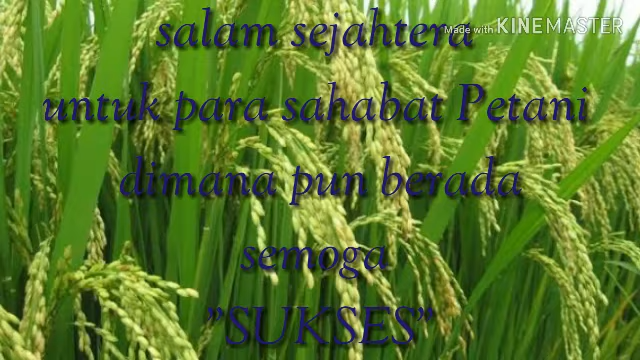 Made with KINEMASTER
salam sejahtera
untuk para sahabat Petani
dimana pun berada
semoga
"SUKSES"